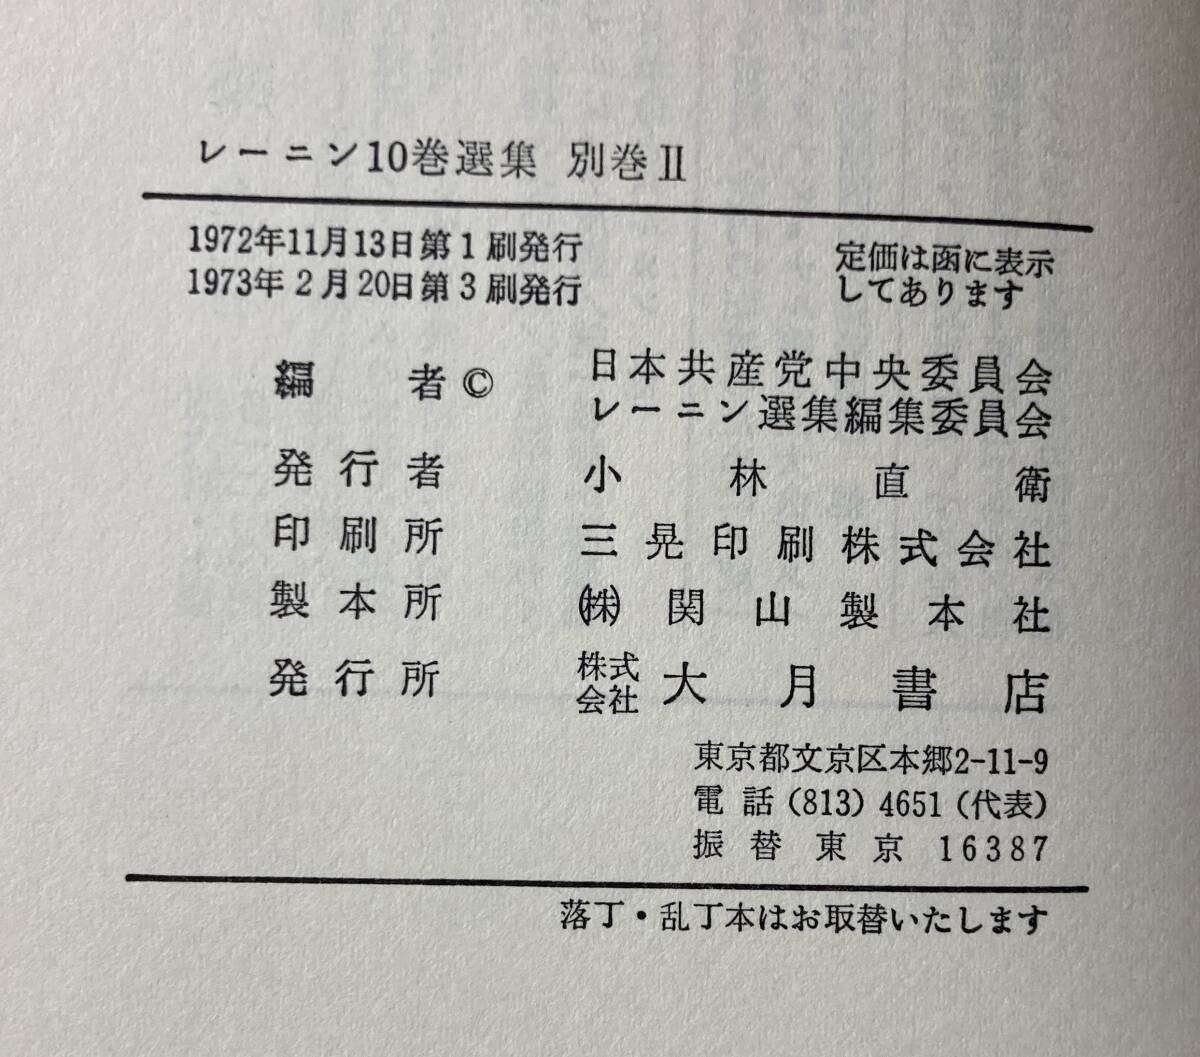 レーニン10巻選集 別巻Ⅱ
1972年11月13日第1刷発行
1973年2月20日第3刷発行
定価は函に表示
してあります
編者© 日本共産党中央委員会
レーニン選集編集委員会
発行者 小林直衛
印刷所 三晃印刷株式会社
製本所 ㈱関山製本社
発行所 株式会社 大月書店
東京都文京区本郷2-11-9
電話(813)4651(代表)
振替東京 16387
落丁・乱丁本はお取替いたします